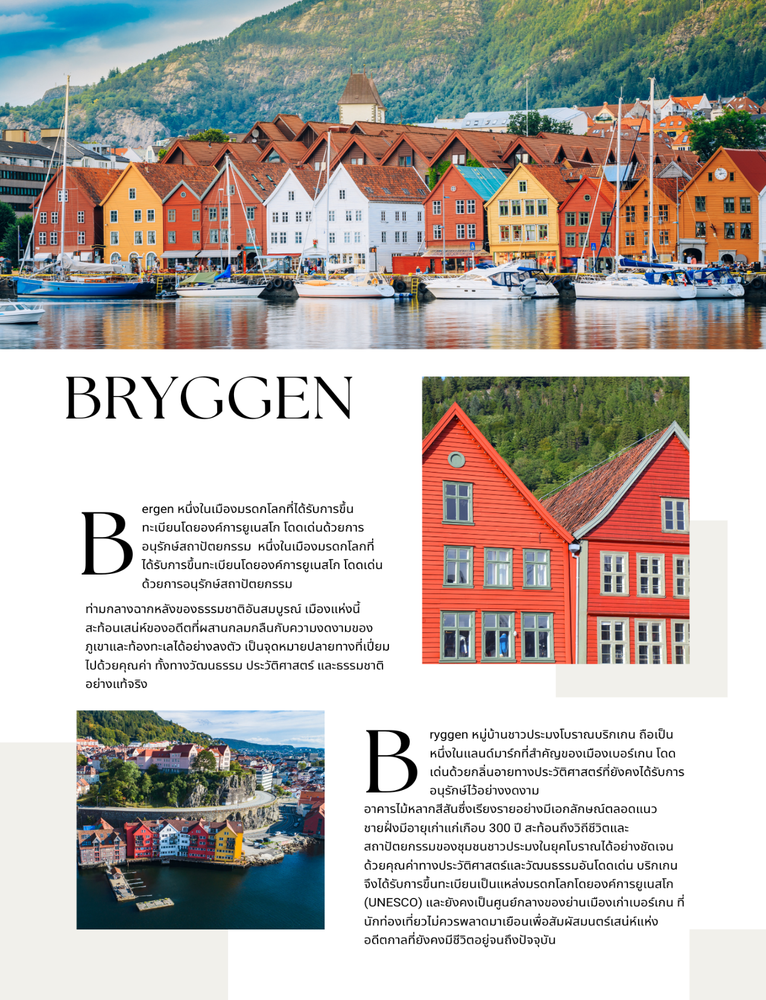 BRYGGEN
Bergen หนึ่งในเมืองมรดกโลกที่ได้รับการขึ้น
ทะเบียนโดยองค์การยูเนสโก โดดเด่นด้วยการ
อนุรักษ์สถาปัตยกรรม หนึ่งในเมืองมรดกโลกที่
ได้รับการขึ้นทะเบียนโดยองค์การยูเนสโก โดดเด่น
ด้วยการอนุรักษ์สถาปัตยกรรม
ท่ามกลางฉากหลังของธรรมชาติอันสมบูรณ์ เมืองแห่งนี้
สะท้อนเสน่ห์ของอดีตที่ผสานกลมกลืนกับความงดงามของ
ภูเขาและท้องทะเลได้อย่างลงตัว เป็นจุดหมายปลายทางที่เปี่ยม
ไปด้วยคุณค่า ทั้งทางวัฒนธรรม ประวัติศาสตร์ และธรรมชาติ
อย่างแท้จริง
Bryggen หมู่บ้านชาวประมงโบราณบริกเกน ถือเป็น
หนึ่งในแลนด์มาร์กที่สำคัญของเมืองเบอร์เกน โดด
เด่นด้วยกลิ่นอายทางประวัติศาสตร์ที่ยังคงได้รับการ
อนุรักษ์ไว้อย่างงดงาม
อาคารไม้หลากสีสันซึ่งเรียงรายอย่างมีเอกลักษณ์ตลอดแนว
ชายฝั่งมีอายุเก่าแก่เกือบ 300 ปี สะท้อนถึงวิถีชีวิตและ
สถาปัตยกรรมของชุมชนชาวประมงในยุคโบราณได้อย่างชัดเจน
ด้วยคุณค่าทางประวัติศาสตร์และวัฒนธรรมอันโดดเด่น บริกเกน
จึงได้รับการขึ้นทะเบียนเป็นแหล่งมรดกโลกโดยองค์การยูเนสโก
(UNESCO) และยังคงเป็นศูนย์กลางของย่านเมืองเก่าเบอร์เกน ที่
นักท่องเที่ยวไม่ควรพลาดมาเยือนเพื่อสัมผัสมนตร์เสน่ห์แห่ง
อดีตกาลที่ยังคงมีชีวิตอยู่จนถึงปัจจุบัน